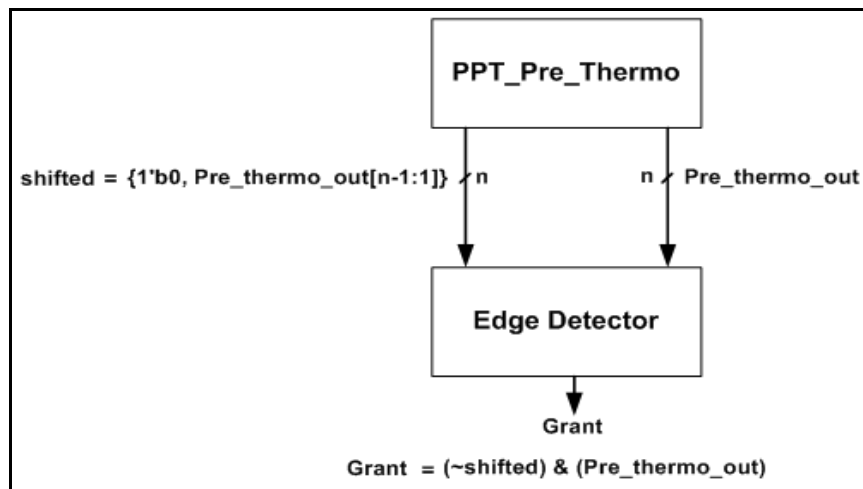 PPT_Pre_Thermo
shifted = {1'b0, Pre_thermo_out[n-1:1]} n
n Pre_thermo_out
Edge Detector
Grant
Grant = (~shifted) & (Pre_thermo_out)